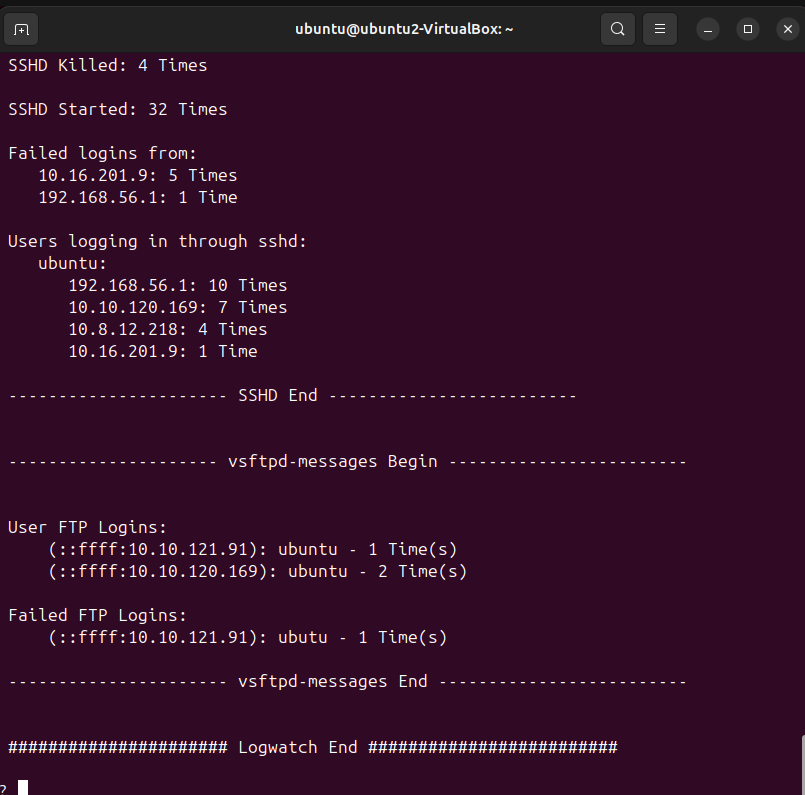 ubuntu@ubuntu2-VirtualBox: ~
SSHD Killed: 4 Times
SSHD Started: 32 Times
Failed logins from:
10.16.201.9: 5 Times
192.168.56.1: 1 Time
Users logging in through sshd:
ubuntu:
192.168.56.1: 10 Times
10.10.120.169: 7 Times
10.8.12.218: 4 Times
10.16.201.9: 1 Time
---------------------- SSHD End -------------------------
--------------------- vsftpd-messages Begin ------------------------
User FTP Logins:
(::ffff:10.10.121.91): ubuntu - 1 Time(s)
(::ffff:10.10.120.169): ubuntu - 2 Time(s)
Failed FTP Logins:
(::ffff:10.10.121.91): ubutu - 1 Time(s)
---------------------- vsftpd-messages End -------------------------
###################### Logwatch End #########################
?